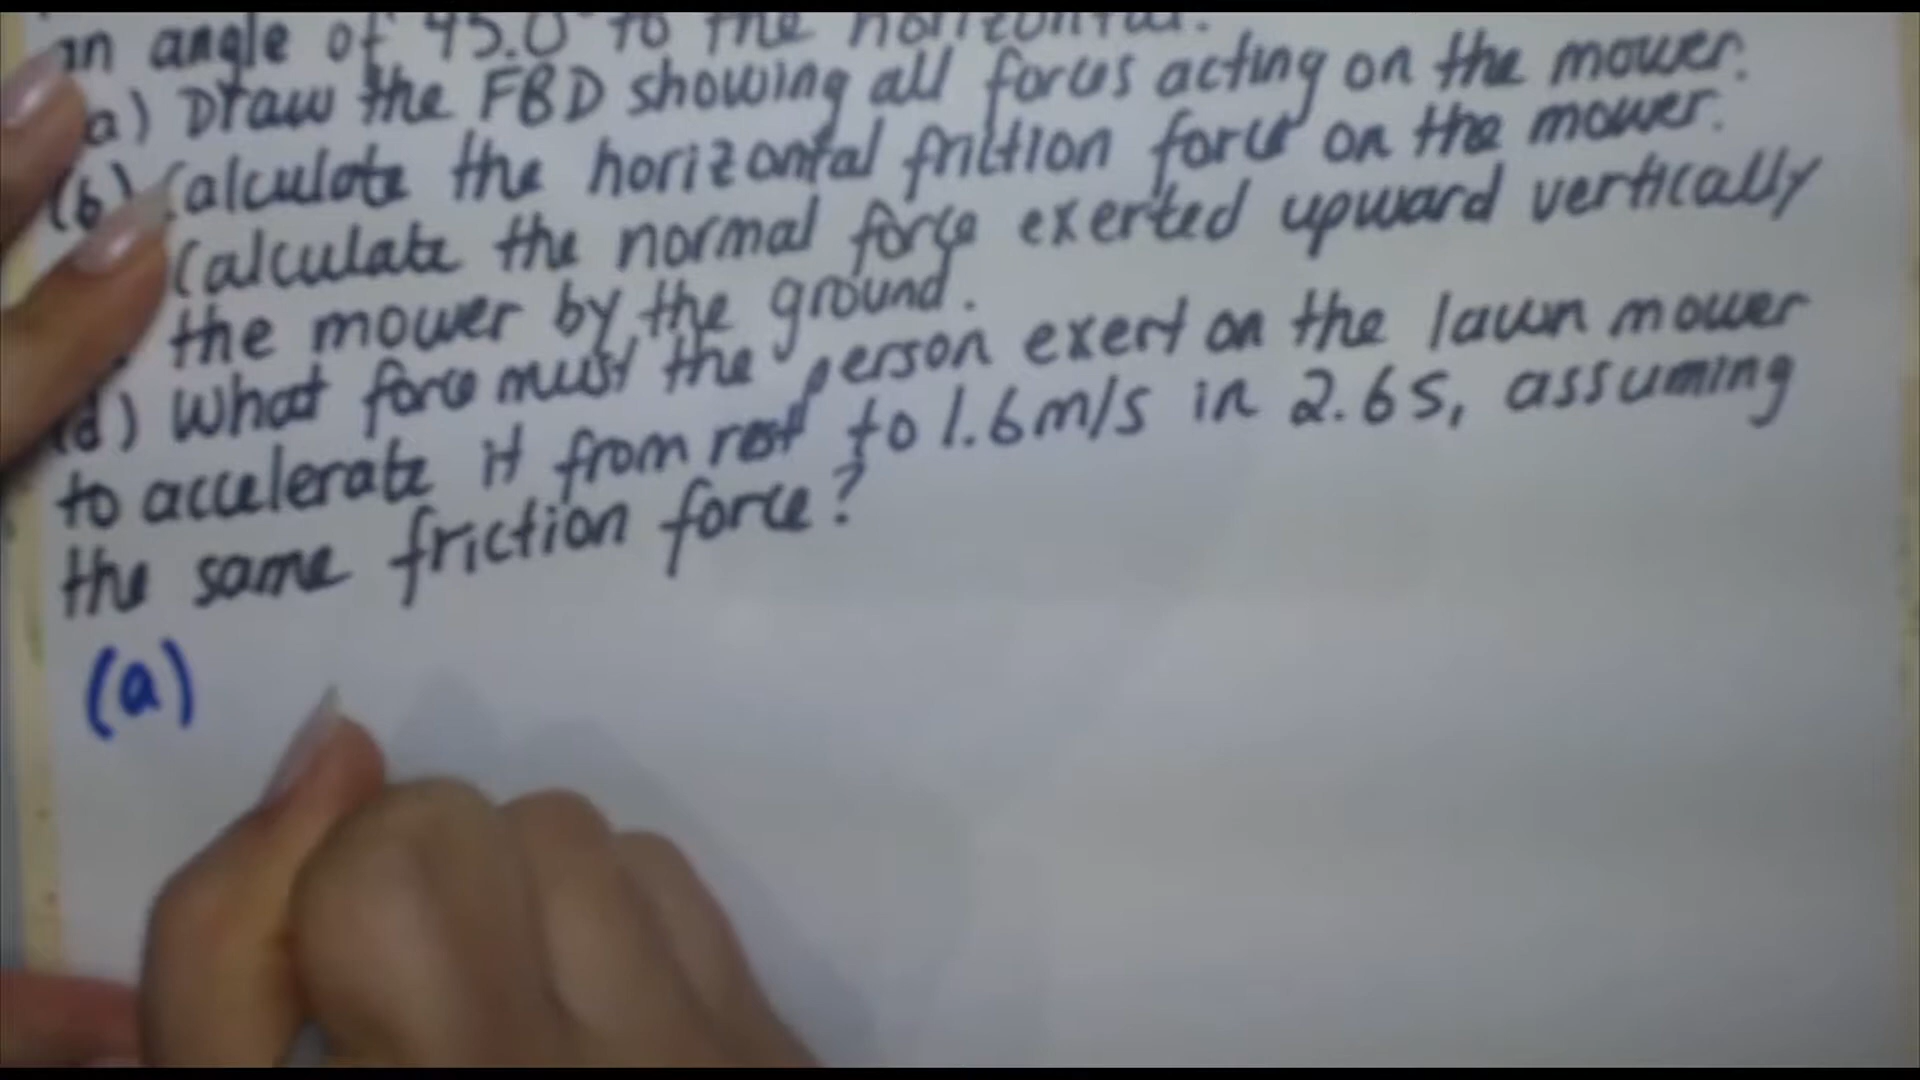 an angle of 45.0° to the horizontal.
a) Draw the FBD showing all forces acting on the mower.
(b) Calculate the horizontal friction force on the mower.
Calculate the normal force exerted upward vertically
the mower by the ground.
(d) What force must the person exert on the lawn mower
to accelerate it from rest to 1.6m/s in 2.6s, assuming
the same friction force?
(a)